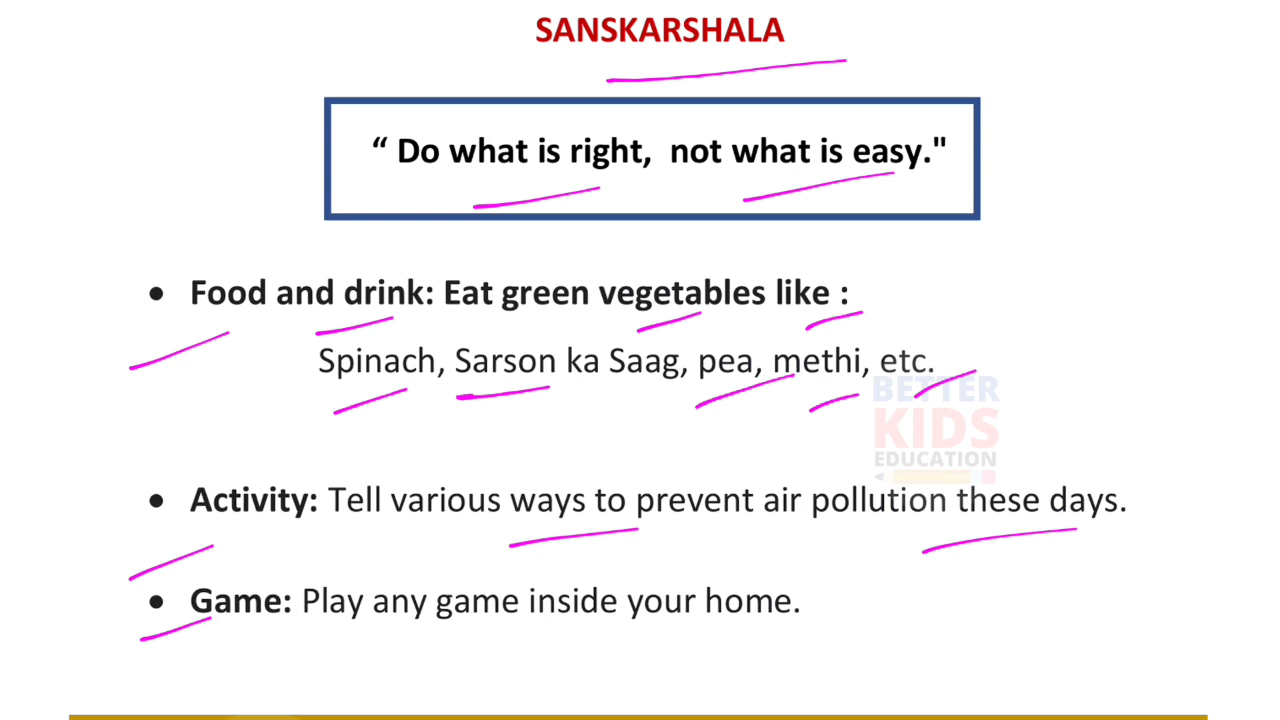 SANSKARSHALA
“ Do what is right, not what is easy."
• Food and drink: Eat green vegetables like :
Spinach, Sarson ka Saag, pea, methi, etc.
BETTER
KIDS
EDUCATION
• Activity: Tell various ways to prevent air pollution these days.
• Game: Play any game inside your home.